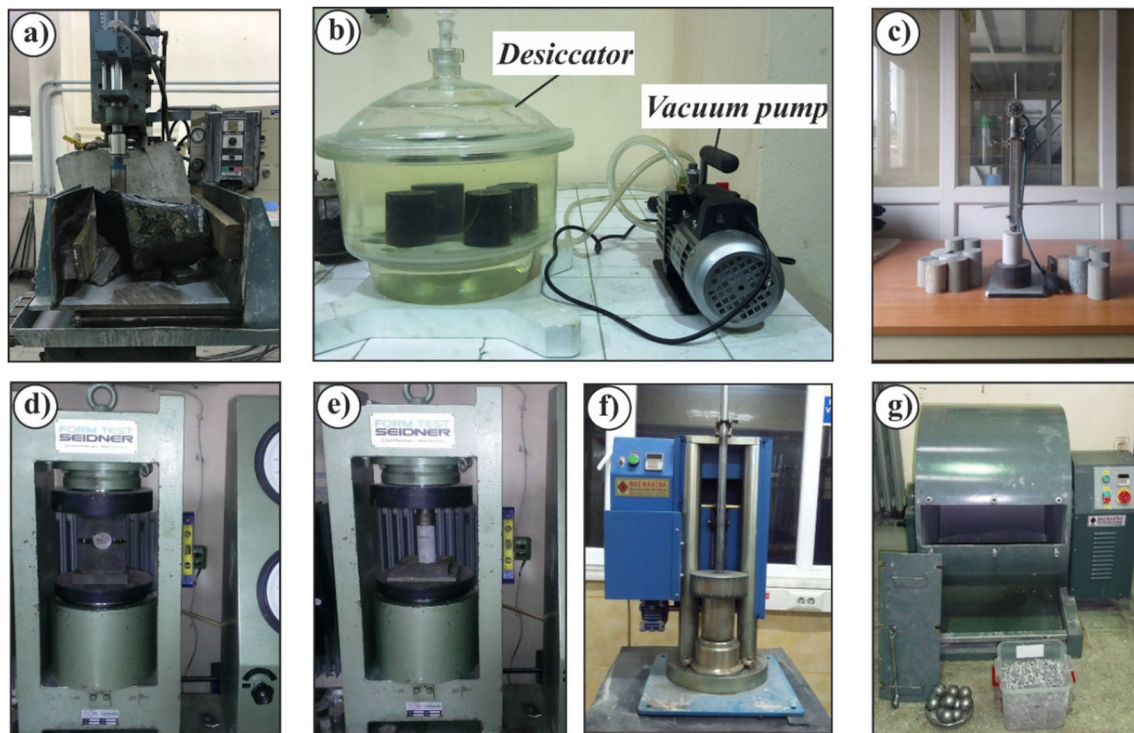 a)
b)
Desiccator
Vacuum pump
c)
d)
FORM TEST
SEIDNER
e)
FORM TEST
SEIDNER
f)
g)